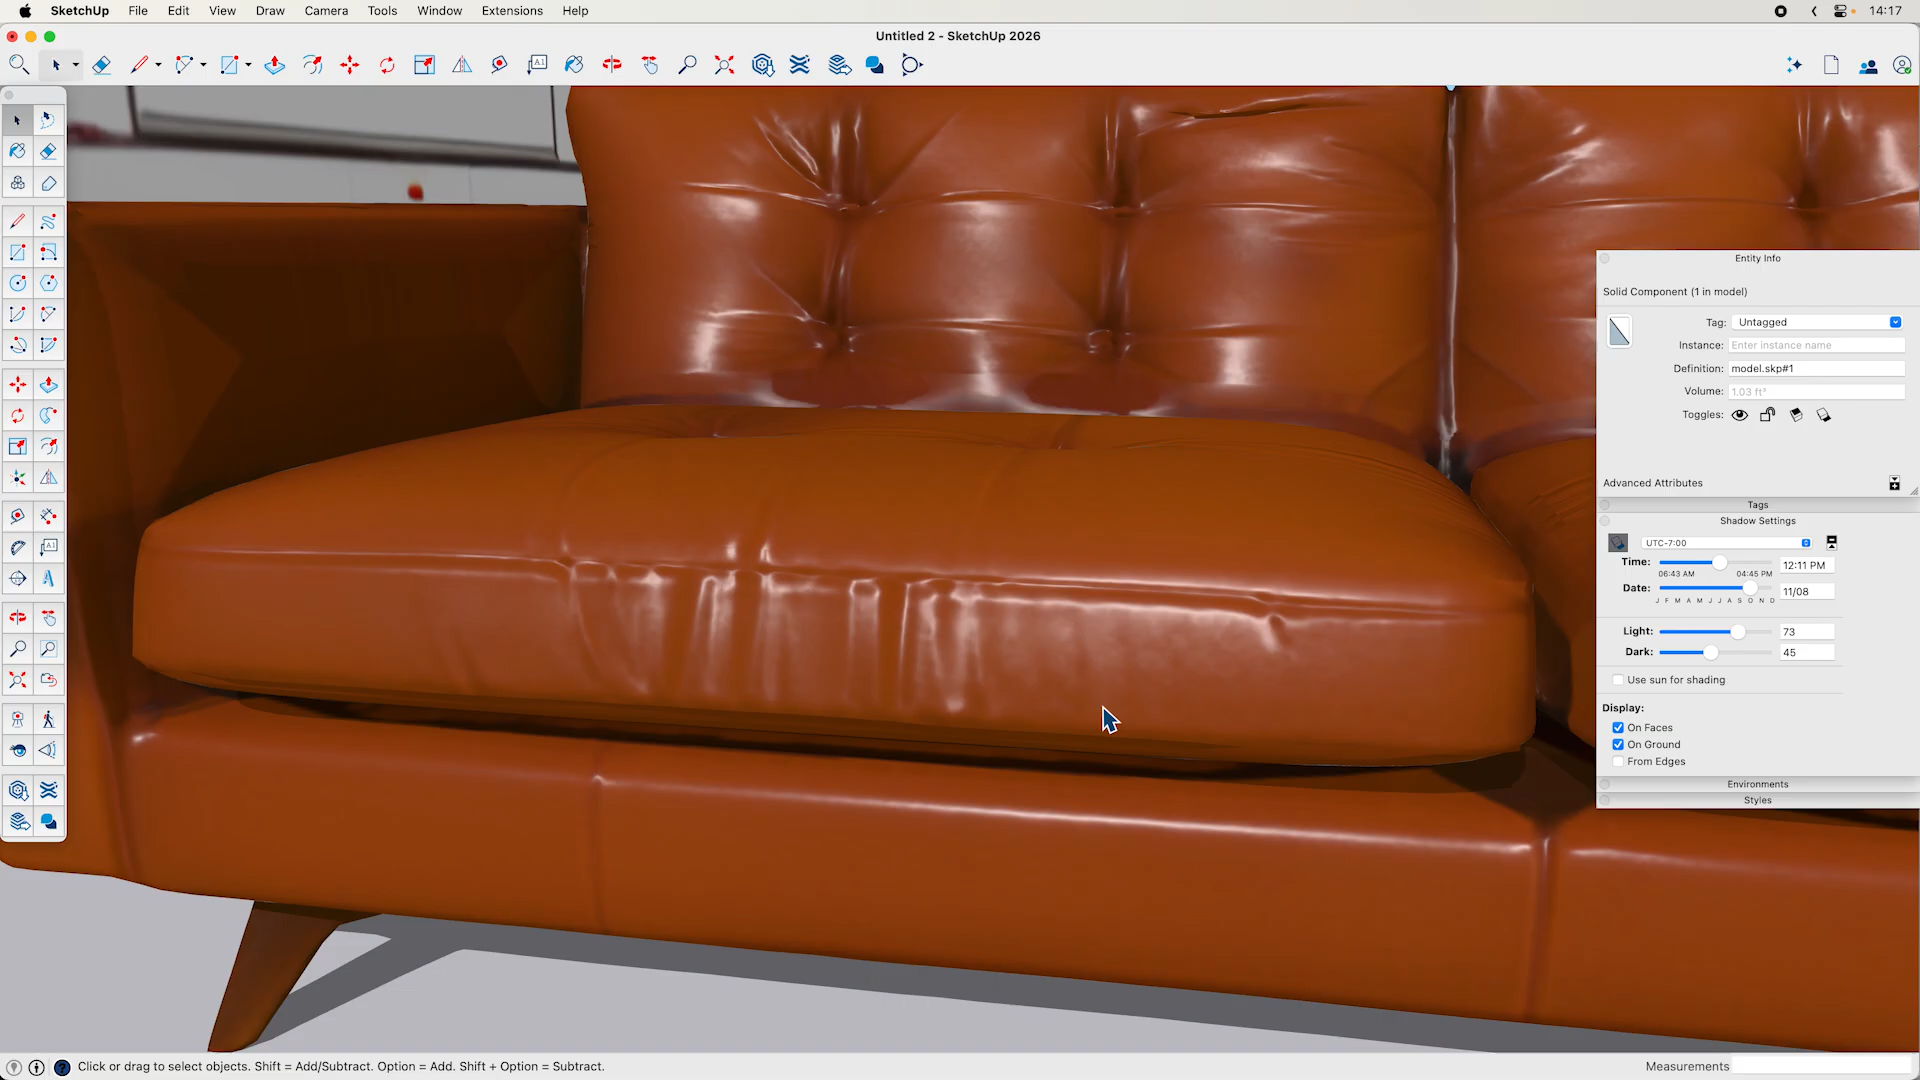 SketchUp File Edit View Draw Camera Tools Window Extensions Help 14:17
Untitled 2 - SketchUp 2026
Entity Info
Solid Component (1 in model)
Tag: Untagged
Instance: Enter instance name
Definition: model.skp#1
Volume: 1.03 ft³
Toggles:
Advanced Attributes
Tags
Shadow Settings
UTC-7:00
Time: 12:11 PM
06:43 AM 04:45 PM
Date: 11/08
J F M A M J J A S O N D
Light: 73
Dark: 45
Use sun for shading
Display:
On Faces
On Ground
From Edges
Environments
Styles
Click or drag to select objects. Shift = Add/Subtract. Option = Add. Shift + Option = Subtract.
Measurements